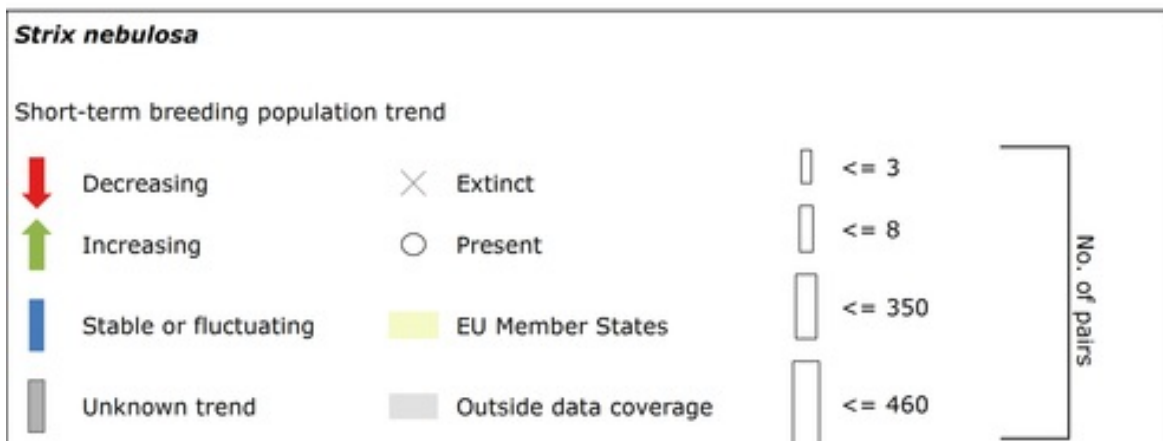 Strix nebulosa
Short-term breeding population trend
Decreasing
Extinct
<= 3
Increasing
Present
<= 8
Stable or fluctuating
EU Member States
<= 350
Unknown trend
Outside data coverage
<= 460
No. of pairs